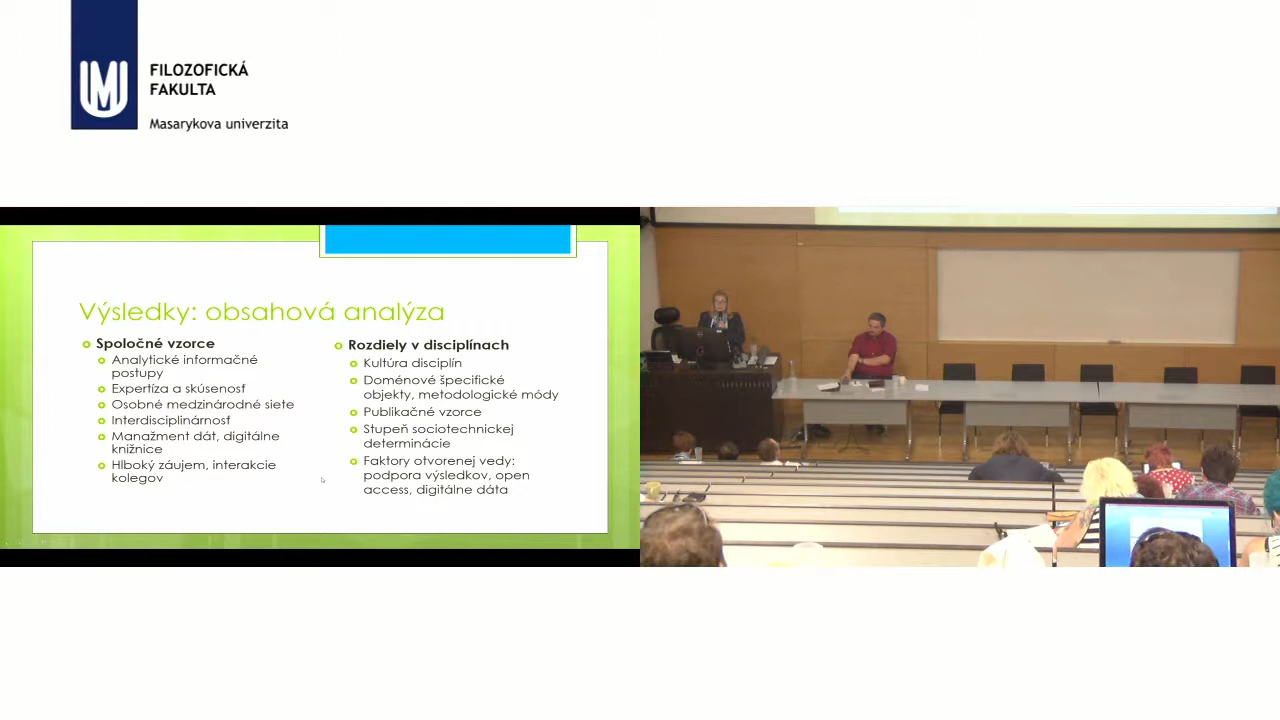 FILOZOFICKÁ
FAKULTA
Masarykova univerzita
Výsledky: obsahová analýza
Spoločné vzorce
Analytické informačné
postupy
Expertíza a skúsenosť
Osobné medzinárodné siete
Interdisciplinárnosť
Manažment dát, digitálne
knižnice
Hlboký záujem, interakcie
kolegov
Rozdiely v disciplínach
Kultúra disciplín
Doménové špecifické
objekty, metodologické módy
Publikačné vzorce
Stupeň sociotechnickej
determinácie
Faktory otvorenej vedy:
podpora výsledkov, open
access, digitálne dáta